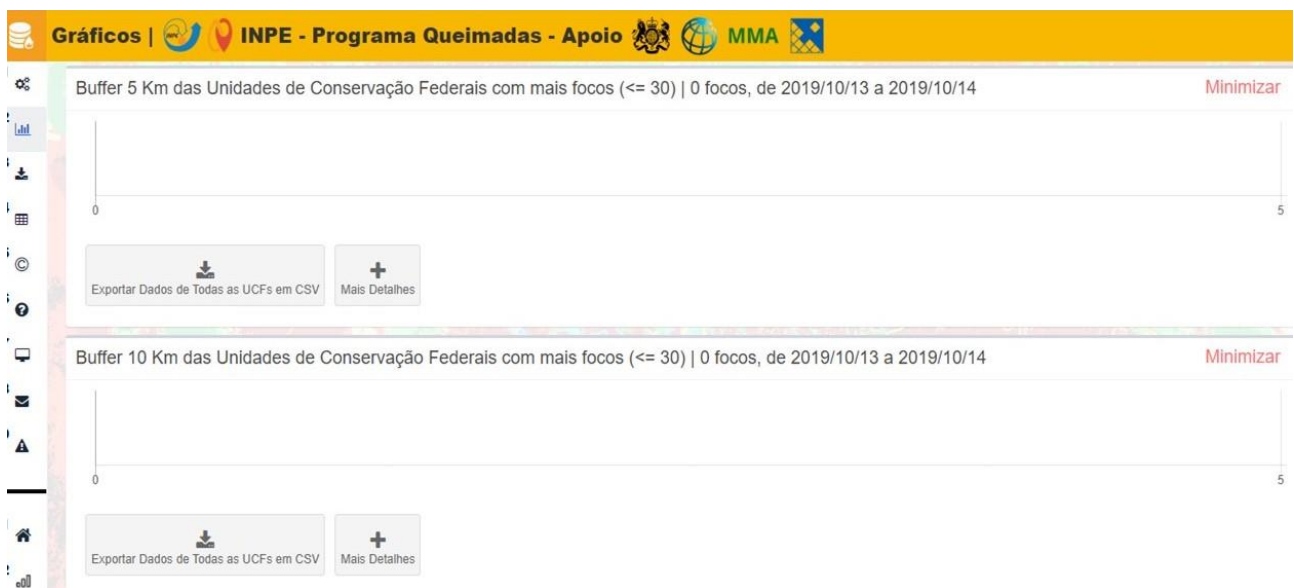 Gráficos | INPE - Programa Queimadas - Apoio MMA
Buffer 5 Km das Unidades de Conservação Federais com mais focos (<= 30) | 0 focos, de 2019/10/13 a 2019/10/14 Minimizar
0 5
Exportar Dados de Todas as UCFs em CSV Mais Detalhes
Buffer 10 Km das Unidades de Conservação Federais com mais focos (<= 30) | 0 focos, de 2019/10/13 a 2019/10/14 Minimizar
0 5
Exportar Dados de Todas as UCFs em CSV Mais Detalhes